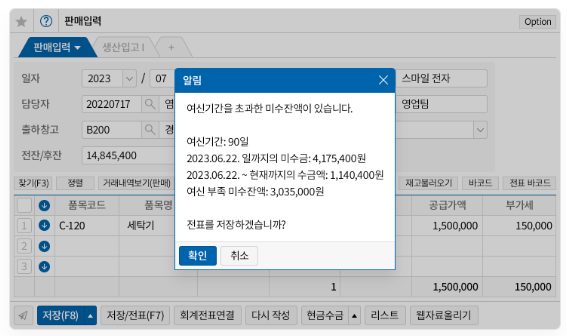 판매입력
Option
판매입력
생산입고 I
+
일자
2023
/
07
스마일 전자
담당자
20220717
영업팀
출하창고
B200
전잔/후잔
14,845,400
알림
여신기간을 초과한 미수잔액이 있습니다.
여신기간: 90일
2023.06.22. 일까지의 미수금: 4,175,400원
2023.06.22. ~ 현재까지의 수금액: 1,140,400원
여신 부족 미수잔액: 3,035,000원
전표를 저장하겠습니까?
확인
취소
찾기(F3)
정렬
거래내역보기(판매)
재고불러오기
바코드
전표 바코드
품목코드
품목명
공급가액
부가세
1
C-120
세탁기
1,500,000
150,000
2
3
1
1,500,000
150,000
저장(F8)
저장/전표(F7)
회계전표연결
다시 작성
현금수금
리스트
웹자료올리기